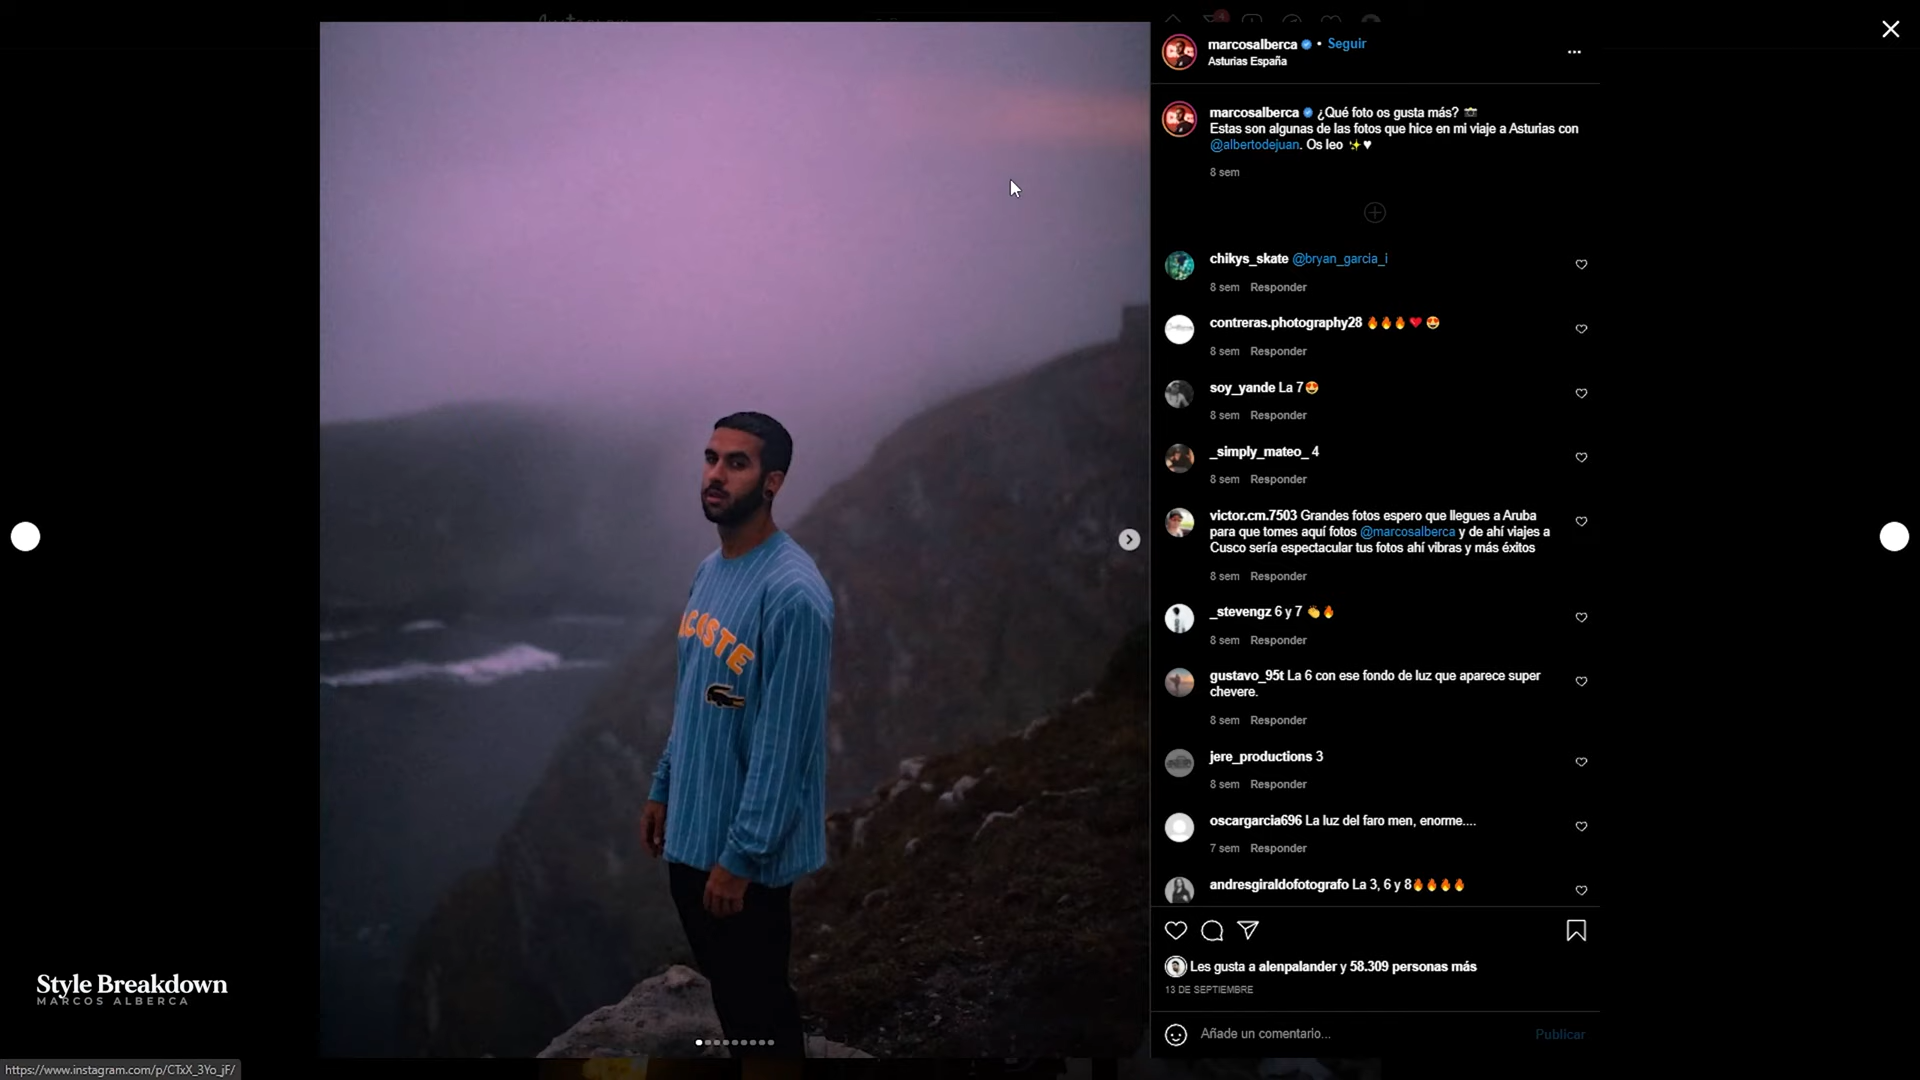 marcosalberca • Seguir
Asturias España
marcosalberca ¿Qué foto os gusta más?
Estas son algunas de las fotos que hice en mi viaje a Asturias con
@albertodejuan. Os leo ✨♥
8 sem
chikys_skate @bryan_garcia_i
8 sem Responder
contreras.photography28 🔥🔥🔥❤️😍
8 sem Responder
soy_yande La 7😍
8 sem Responder
_simply_mateo_ 4
8 sem Responder
victor.cm.7503 Grandes fotos espero que llegues a Aruba
para que tomes aquí fotos @marcosalberca y de ahí viajes a
Cusco sería espectacular tus fotos ahí vibras y más éxitos
8 sem Responder
_stevengz 6 y 7 👏🔥
8 sem Responder
gustavo_95t La 6 con ese fondo de luz que aparece super
chevere.
8 sem Responder
jere_productions 3
8 sem Responder
oscargarcia696 La luz del faro men, enorme....
7 sem Responder
andresgiraldofotografo La 3, 6 y 8🔥🔥🔥🔥
Les gusta a alenpalander y 58.309 personas más
13 DE SEPTIEMBRE
Añade un comentario... Publicar
ACOSTE
Style Breakdown
MARCOS ALBERCA
https://www.instagram.com/p/CTxX_3Yo_jF/